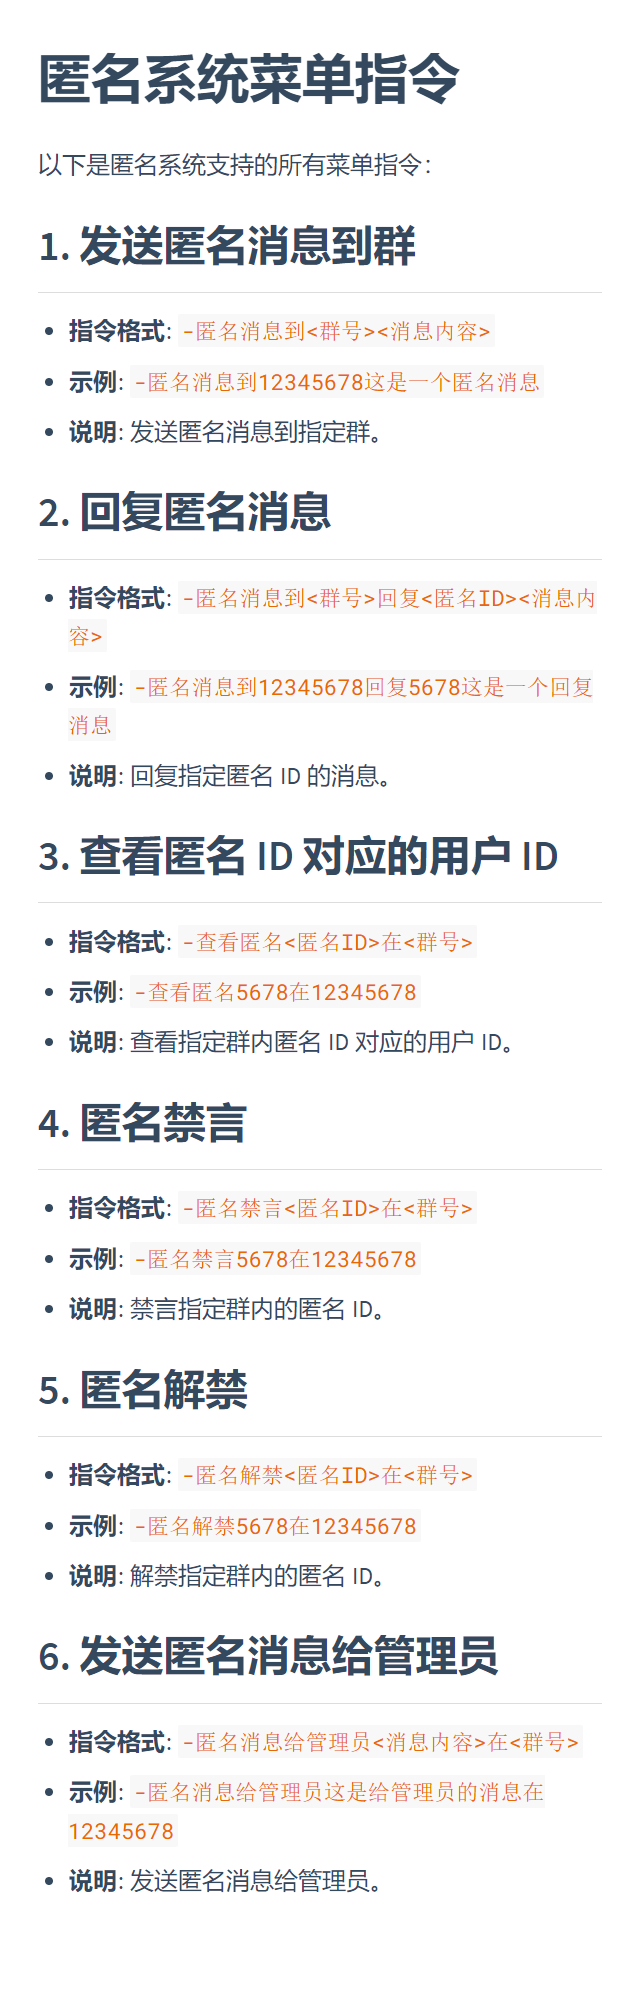 匿名系统菜单指令
以下是匿名系统支持的所有菜单指令：
1. 发送匿名消息到群
指令格式: -匿名消息到<群号><消息内容>
示例: -匿名消息到12345678这是一个匿名消息
说明: 发送匿名消息到指定群。
2. 回复匿名消息
指令格式: -匿名消息到<群号>回复<匿名ID><消息内
容>
示例: -匿名消息到12345678回复5678这是一个回复
消息
说明: 回复指定匿名 ID 的消息。
3. 查看匿名 ID 对应的用户 ID
指令格式: -查看匿名<匿名ID>在<群号>
示例: -查看匿名5678在12345678
说明: 查看指定群内匿名 ID 对应的用户 ID。
4. 匿名禁言
指令格式: -匿名禁言<匿名ID>在<群号>
示例: -匿名禁言5678在12345678
说明: 禁言指定群内的匿名 ID。
5. 匿名解禁
指令格式: -匿名解禁<匿名ID>在<群号>
示例: -匿名解禁5678在12345678
说明: 解禁指定群内的匿名 ID。
6. 发送匿名消息给管理员
指令格式: -匿名消息给管理员<消息内容>在<群号>
示例: -匿名消息给管理员这是给管理员的消息在
12345678
说明: 发送匿名消息给管理员。